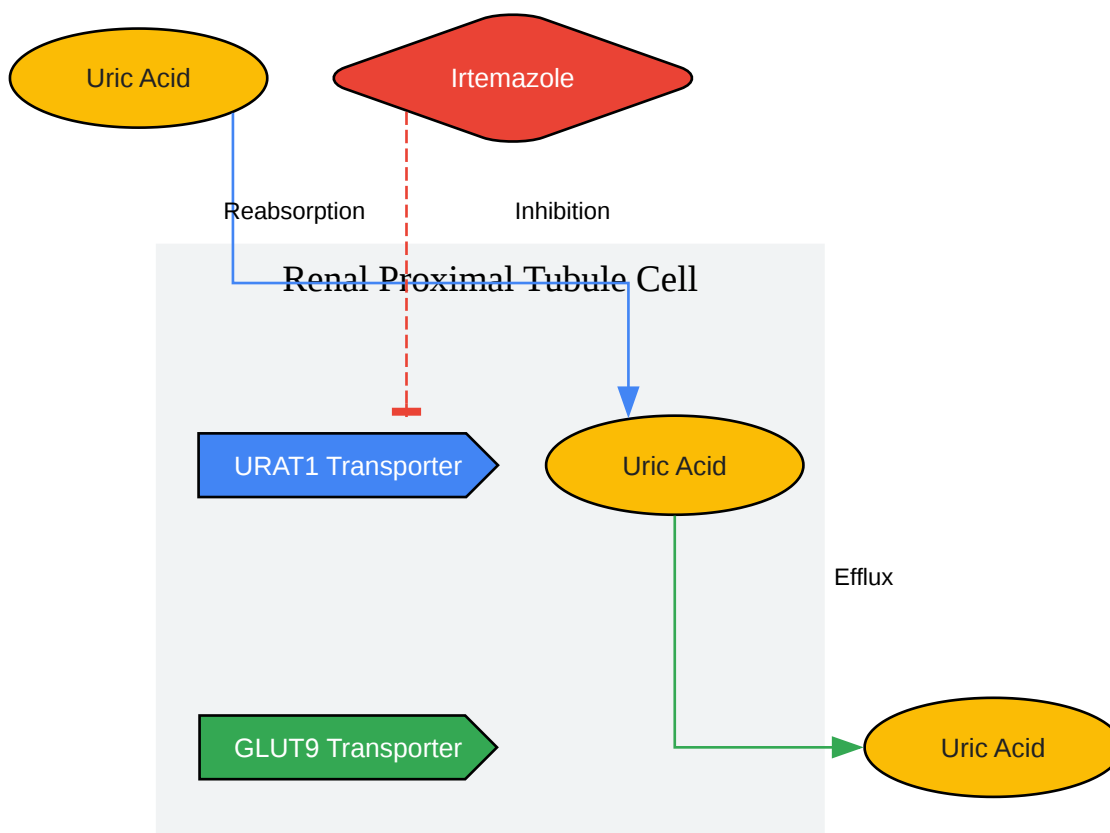 Uric Acid
Irtemazole
Reabsorption
Inhibition
Renal Proximal Tubule Cell
URAT1 Transporter
Uric Acid
Efflux
GLUT9 Transporter
Uric Acid